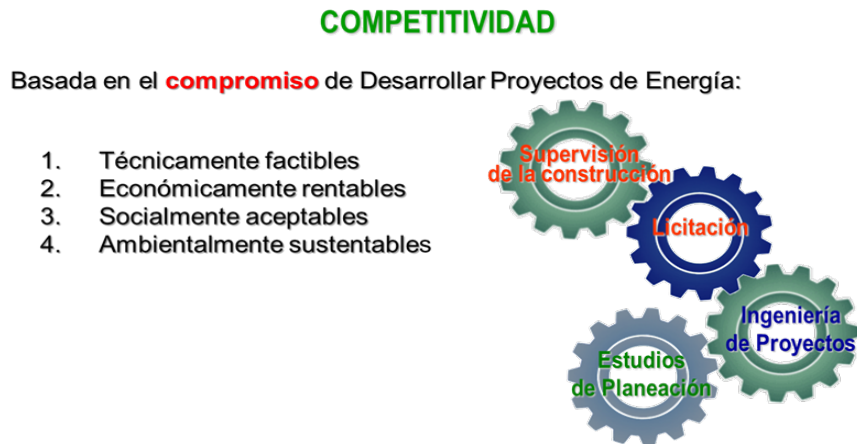 COMPETITIVIDAD
Basada en el compromiso de Desarrollar Proyectos de Energía:
1. Técnicamente factibles
2. Económicamente rentables
3. Socialmente aceptables
4. Ambientalmente sustentables
Supervisión
de la construcción
Licitación
Ingeniería
de Proyectos
Estudios
de Planeación